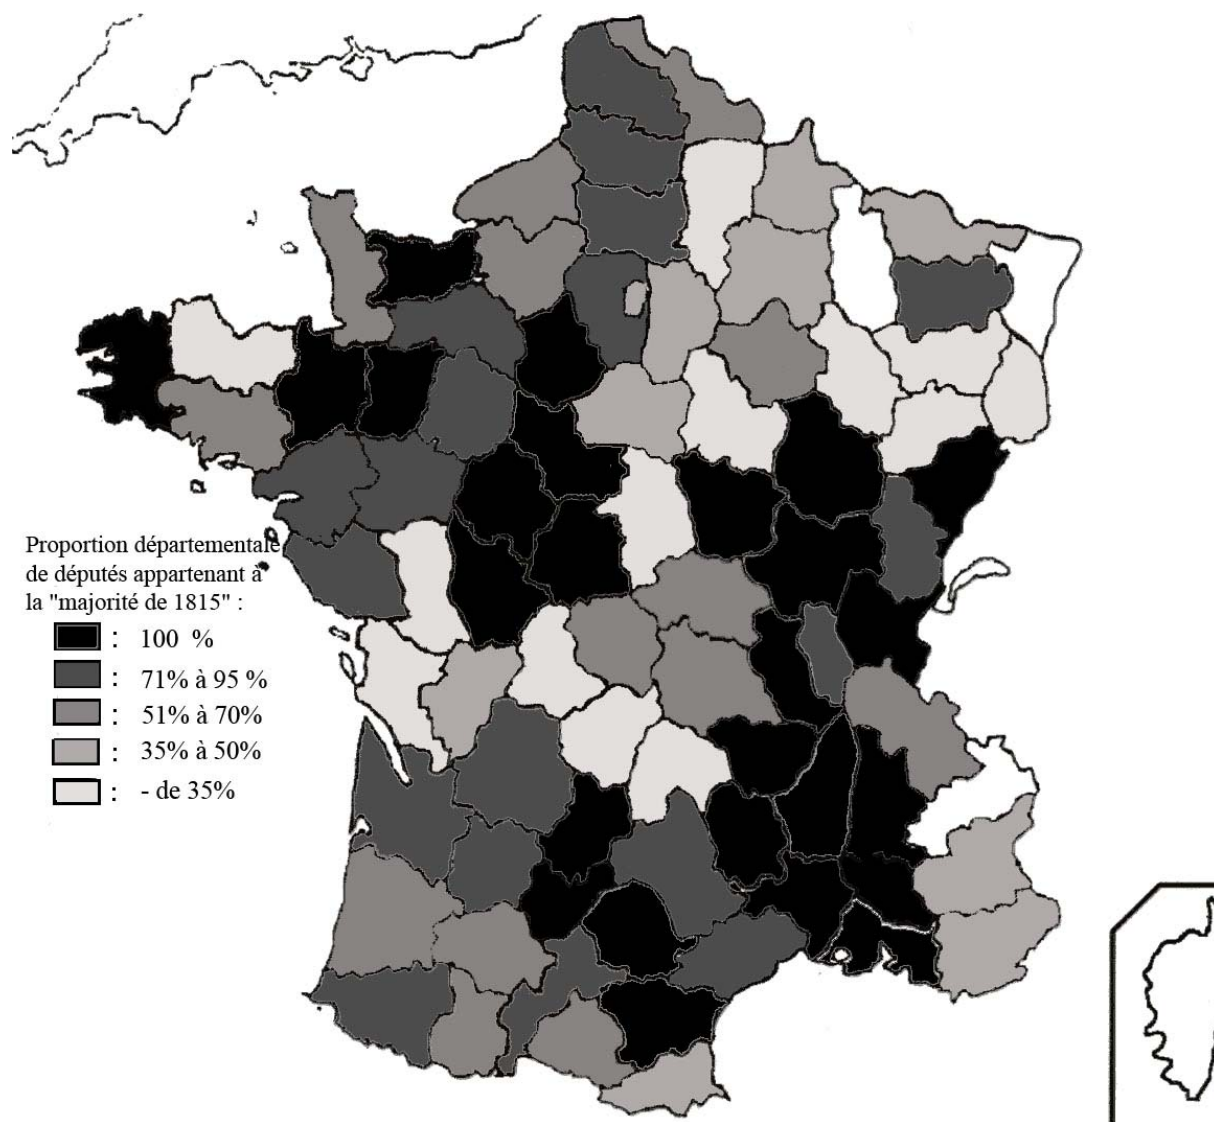 Proportion départementale
de députés appartenant à
la "majorité de 1815" :
: 100 %
: 71% à 95 %
: 51% à 70%
: 35% à 50%
: - de 35%